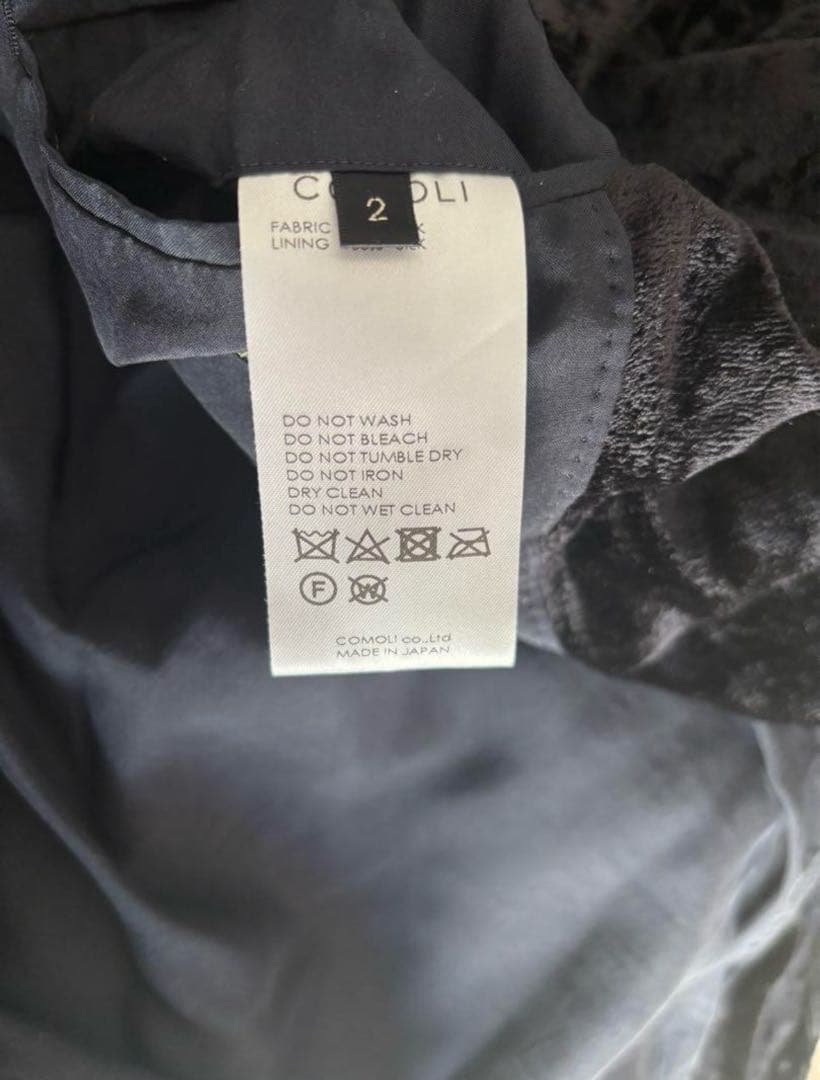 2
FABRIC
LINING
DO NOT WASH
DO NOT BLEACH
DO NOT TUMBLE DRY
DO NOT IRON
DRY CLEAN
DO NOT WET CLEAN
F W
COMOLI co.,Ltd
MADE IN JAPAN